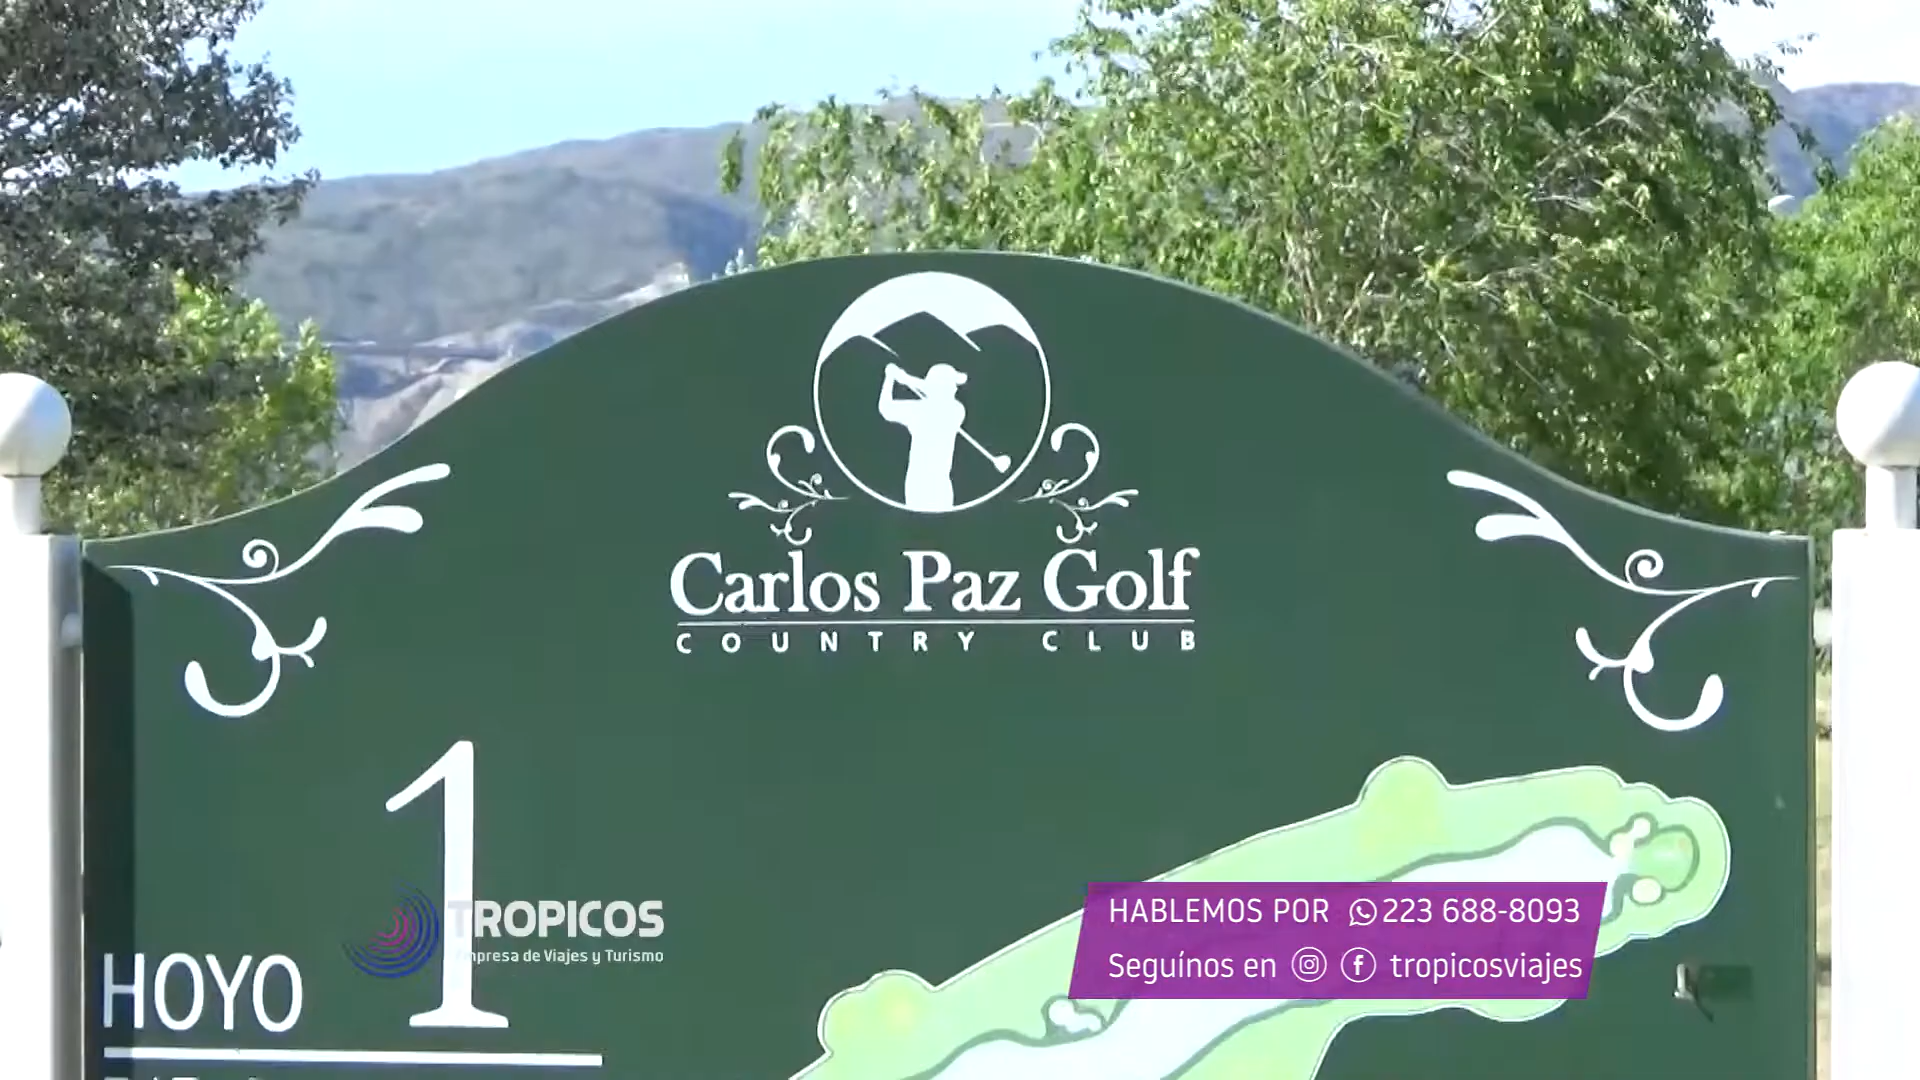 Carlos Paz Golf
COUNTRY CLUB
1
HOYO
TROPICOS
Empresa de Viajes y Turismo
HABLEMOS POR 223 688-8093
Seguínos en tropicosviajes